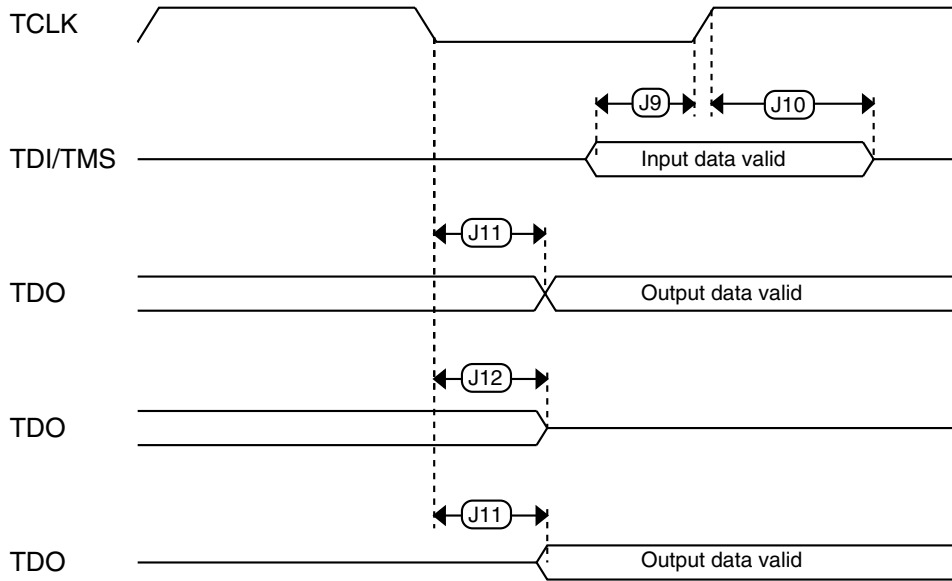 TCLK
J9
J10
TDI/TMS
Input data valid
J11
TDO
Output data valid
J12
TDO
J11
TDO
Output data valid